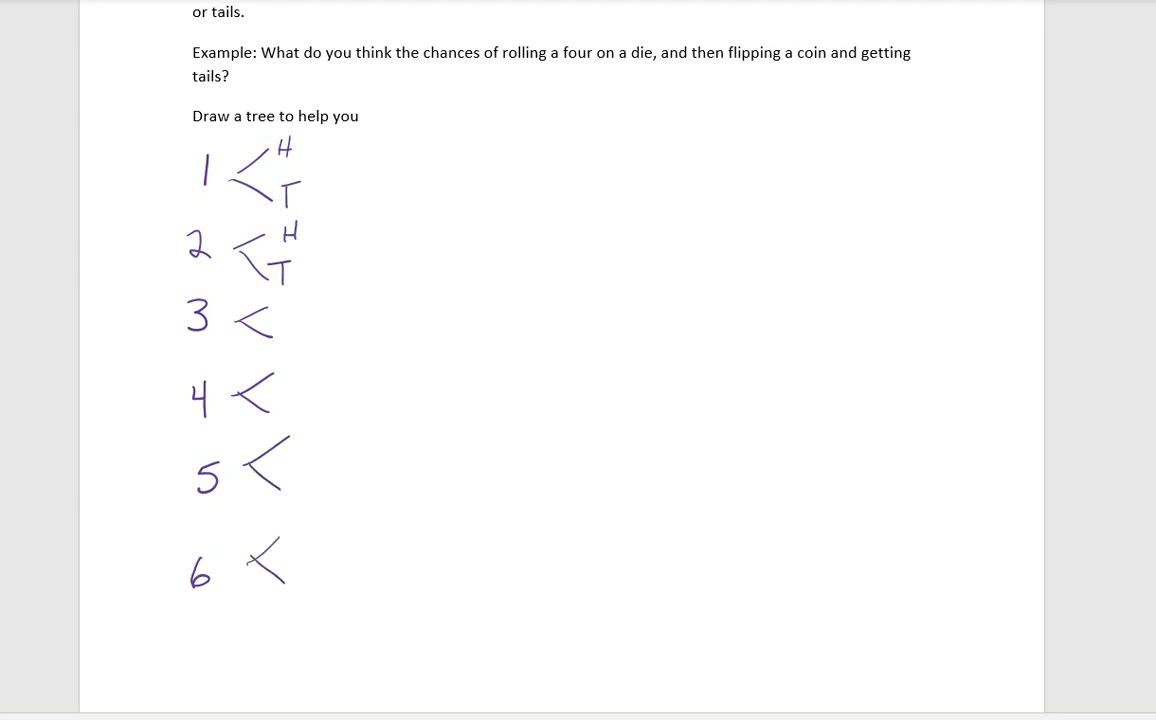 or tails.
Example: What do you think the chances of rolling a four on a die, and then flipping a coin and getting
tails?
Draw a tree to help you
H
1
T
H
2
T
3
4
5
6